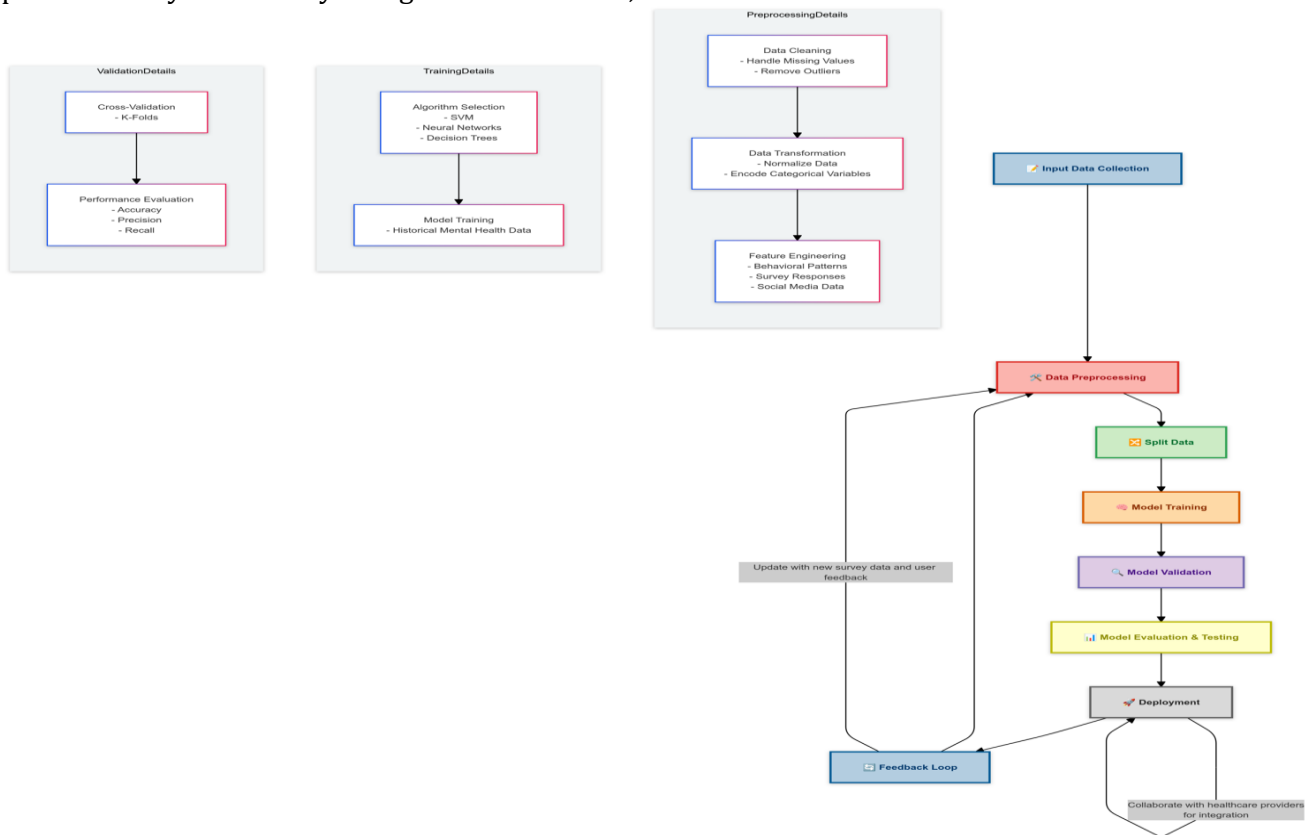 PreprocessingDetails
Data Cleaning
- Handle Missing Values
- Remove Outliers
Data Transformation
- Normalize Data
- Encode Categorical Variables
Feature Engineering
- Behavioral Patterns
- Survey Responses
- Social Media Data
ValidationDetails
Cross-Validation
- K-Folds
Performance Evaluation
- Accuracy
- Precision
- Recall
TrainingDetails
Algorithm Selection
- SVM
- Neural Networks
- Decision Trees
Model Training
- Historical Mental Health Data
Input Data Collection
Data Preprocessing
Split Data
Model Training
Model Validation
Model Evaluation & Testing
Deployment
Feedback Loop
Update with new survey data and user
feedback
Collaborate with healthcare providers
for integration